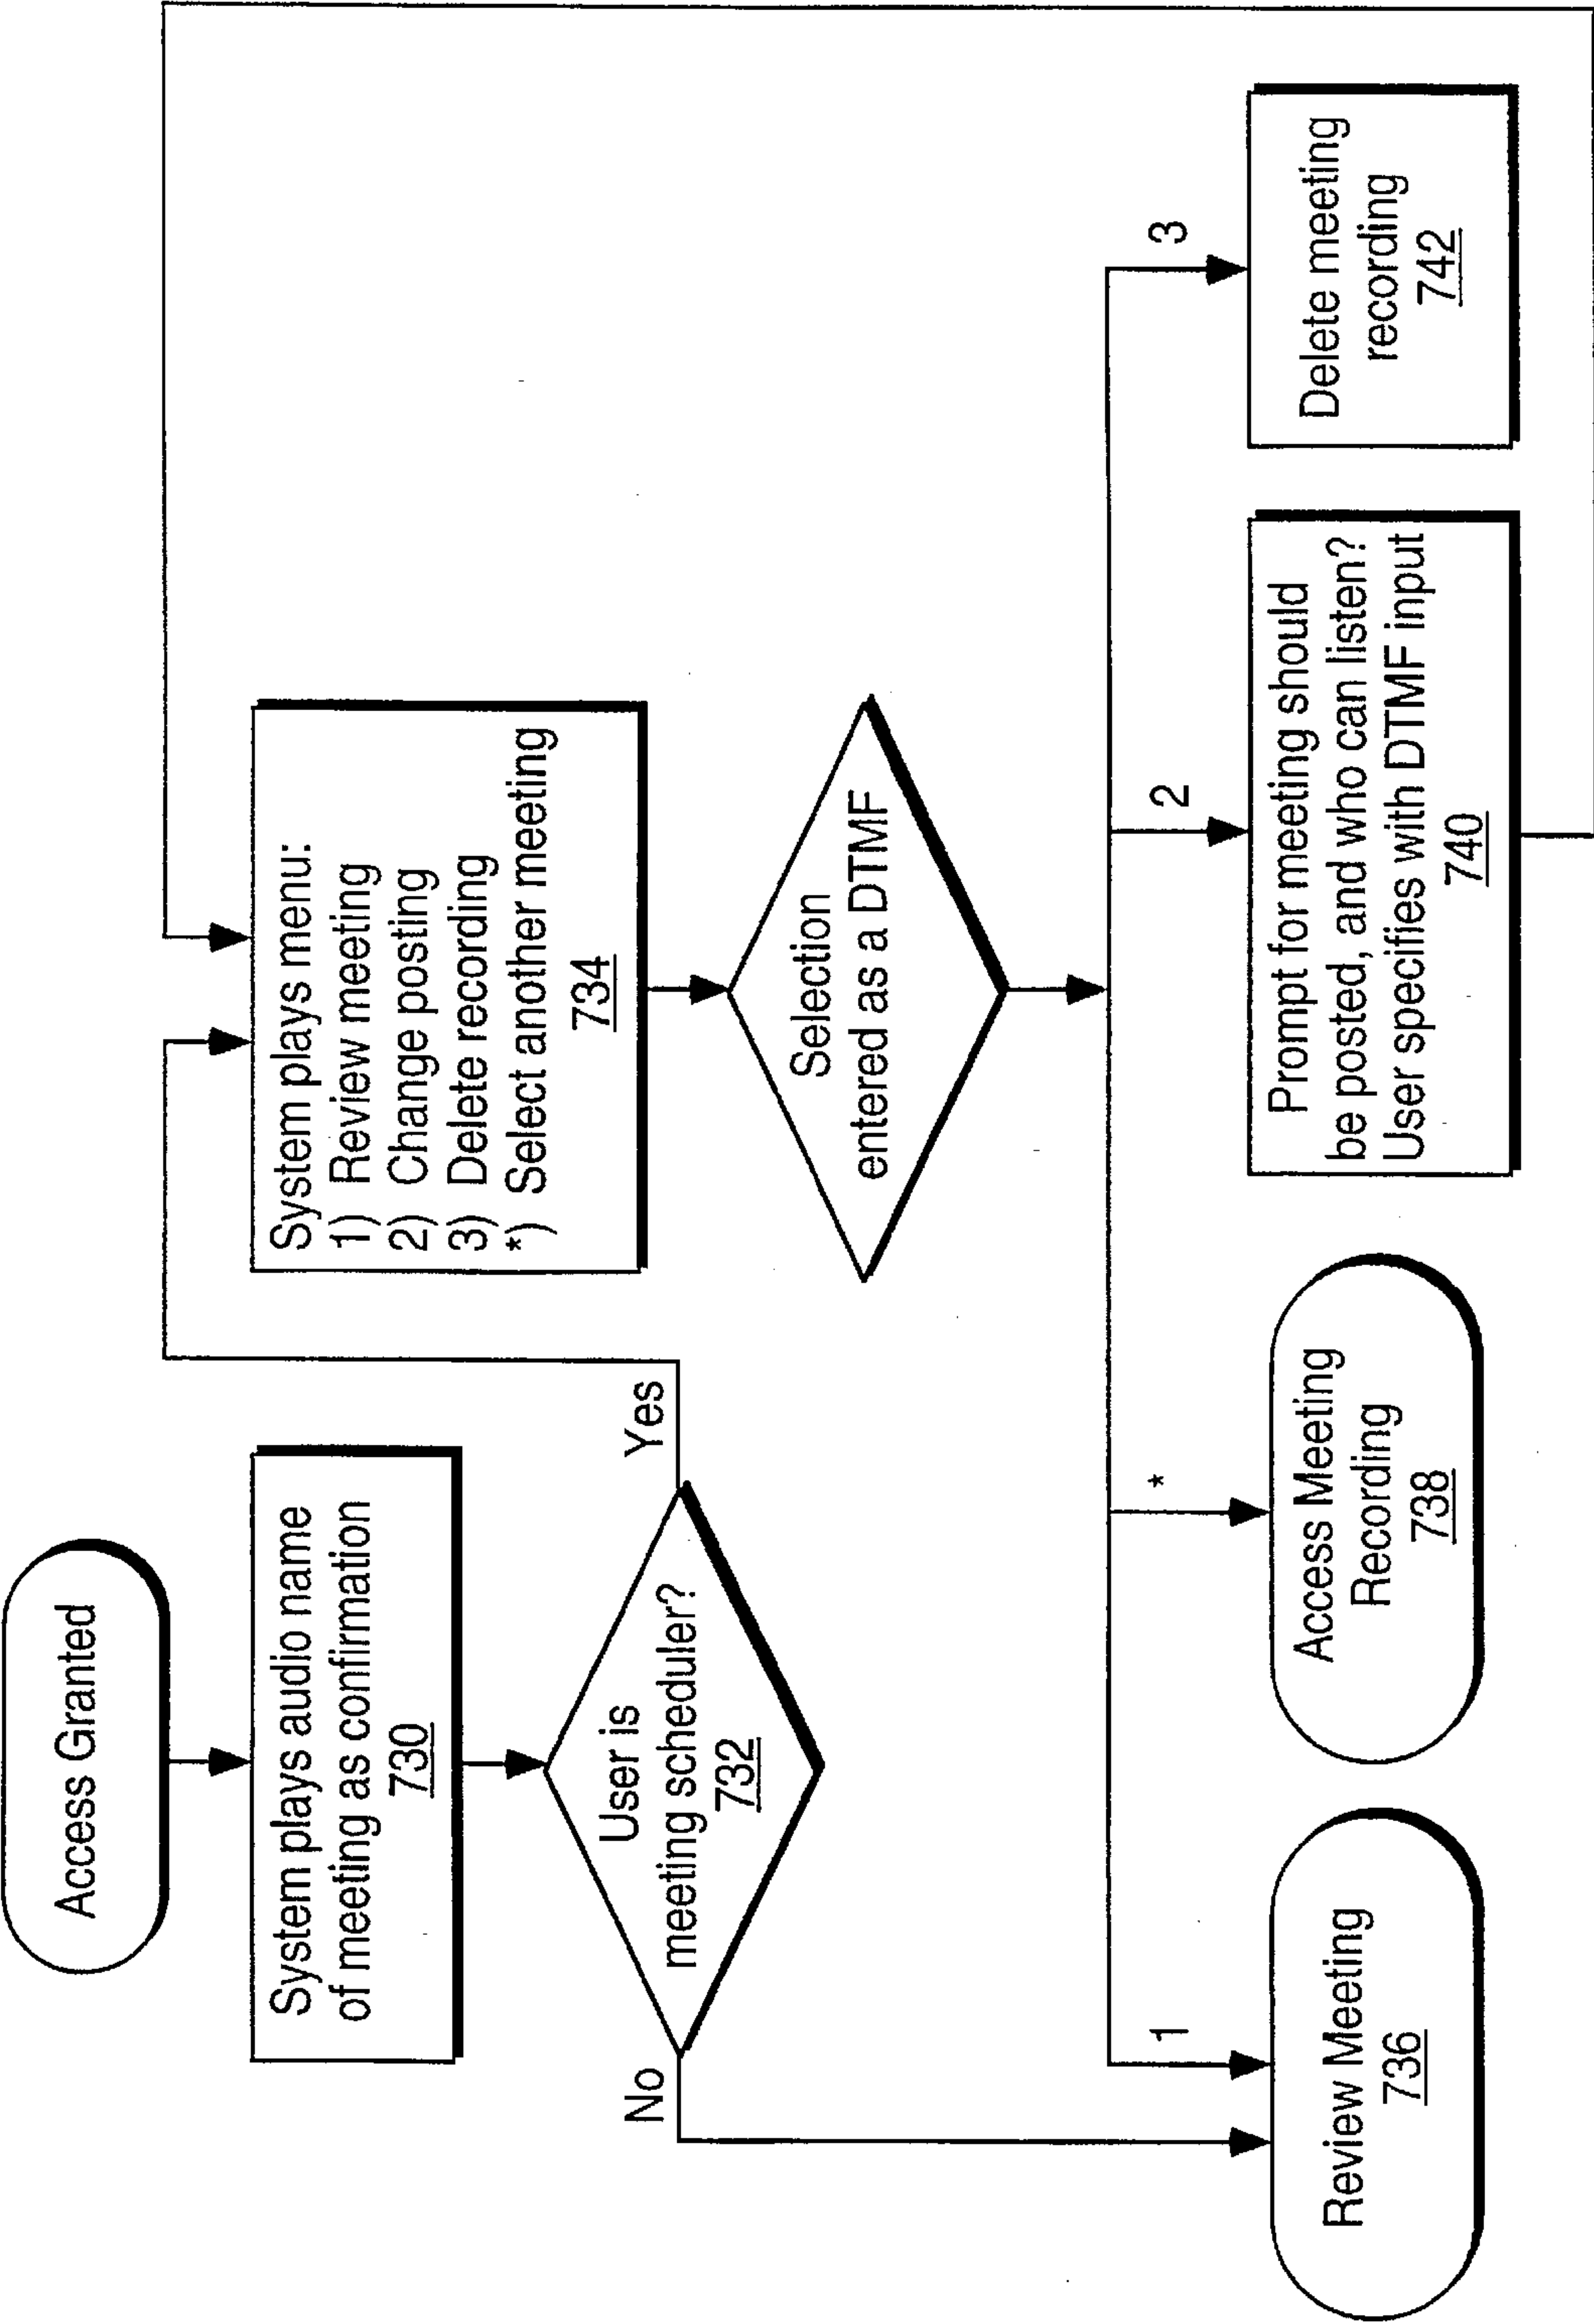 Access Granted
System plays audio name
of meeting as confirmation
730
User is
meeting scheduler?
732
No
Yes
System plays menu:
1) Review meeting
2) Change posting
3) Delete recording
*) Select another meeting
734
Selection
entered as a DTMF
1
*
2
3
Review Meeting
736
Access Meeting
Recording
738
Prompt for meeting should
be posted, and who can listen?
User specifies with DTMF input
740
Delete meeting
recording
742